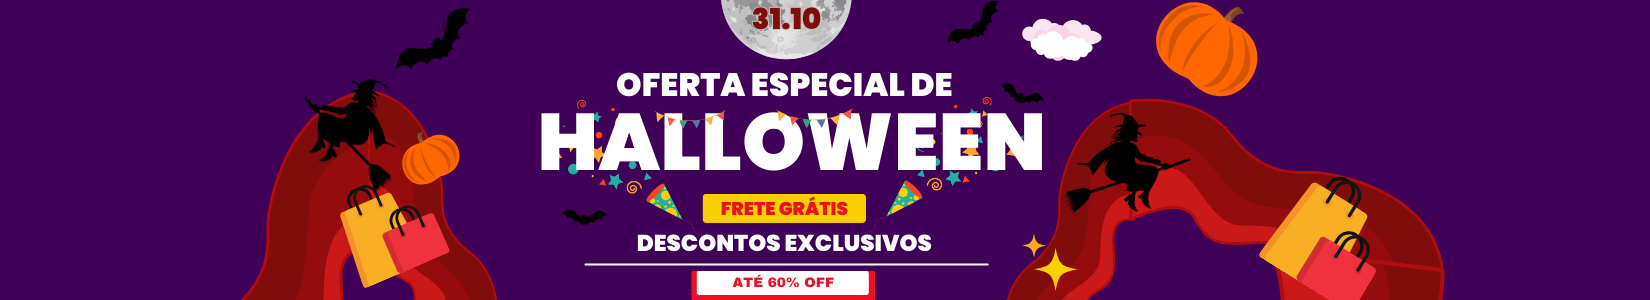 31.10
OFERTA ESPECIAL DE
HALLOWEEN
FRETE GRÁTIS
DESCONTOS EXCLUSIVOS
ATÉ 60% OFF